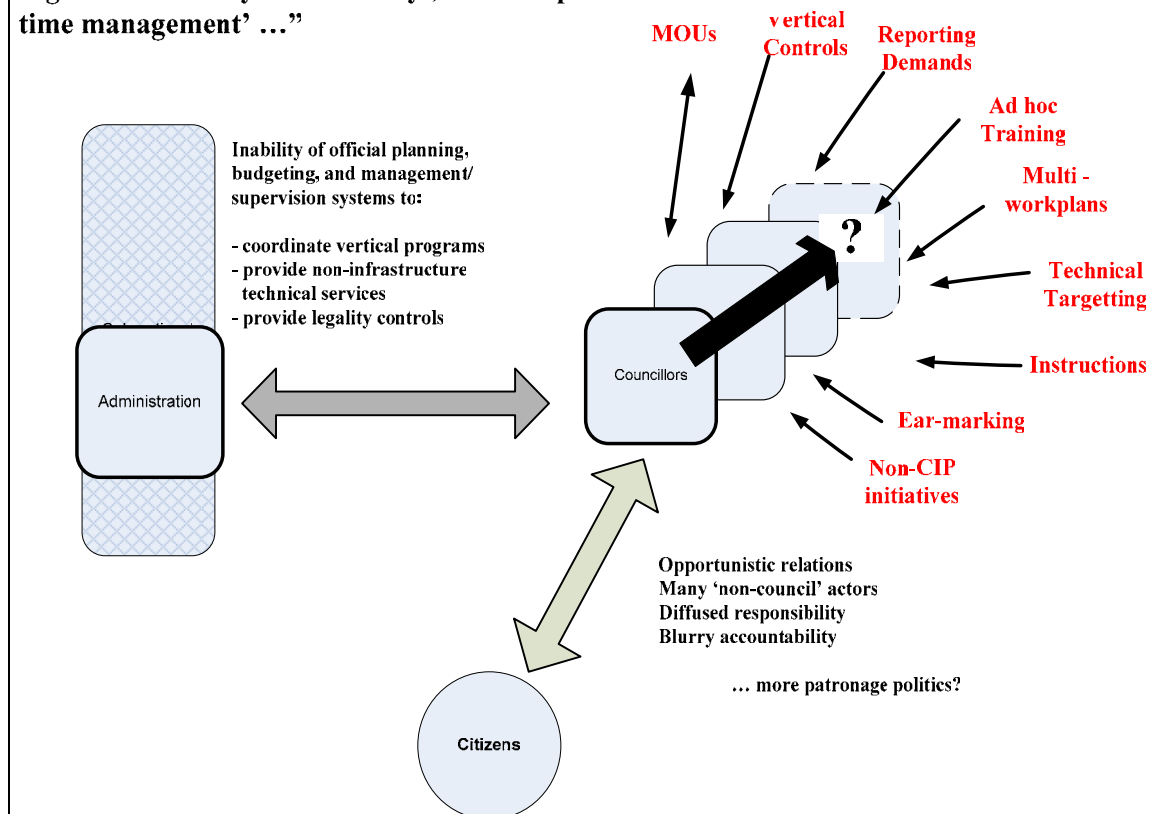 time management’ …”
MOUs
vertical
Controls
Reporting
Demands
Ad hoc
Training
Multi -
workplans
Technical
Targetting
Instructions
Ear-marking
Non-CIP
initiatives
Inability of official planning,
budgeting, and management/
supervision systems to:
- coordinate vertical programs
- provide non-infrastructure
technical services
- provide legality controls
?
Administration
Councillors
Opportunistic relations
Many ‘non-council’ actors
Diffused responsibility
Blurry accountability
… more patronage politics?
Citizens